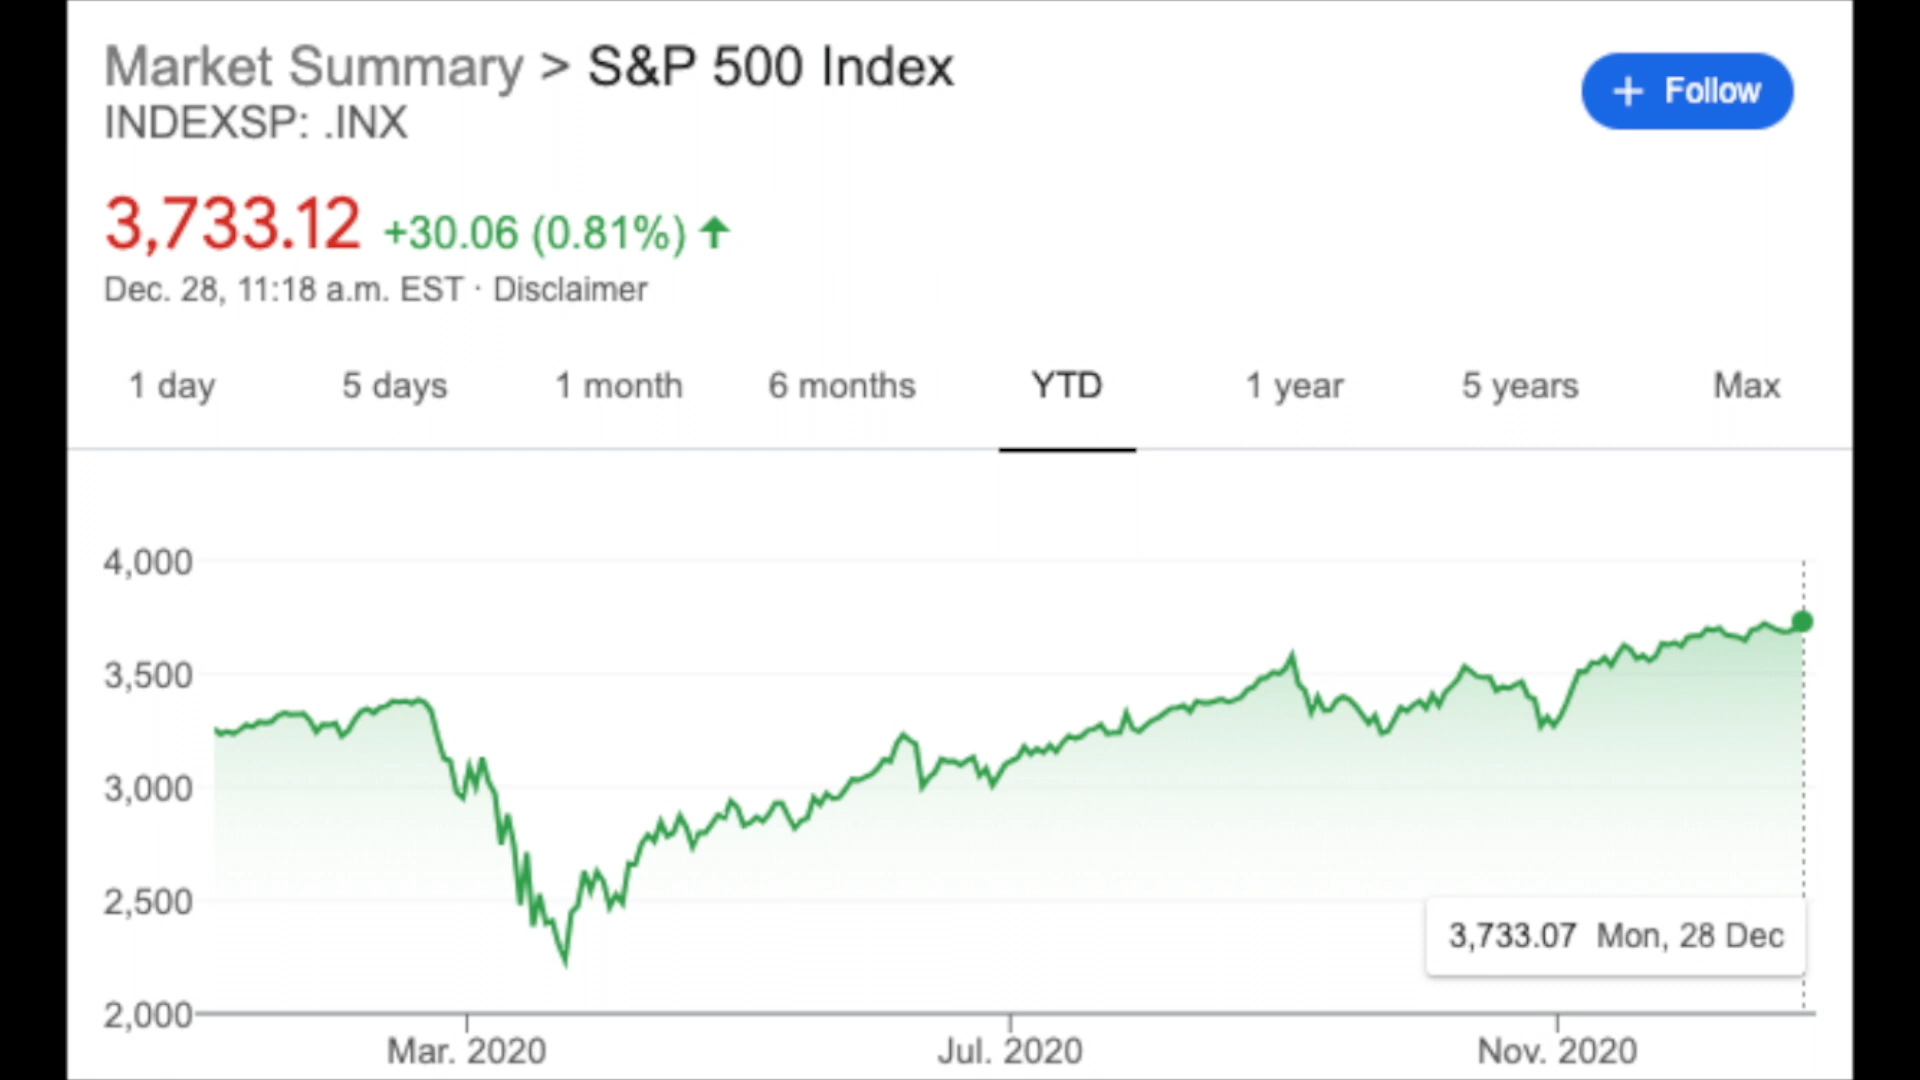 Market Summary > S&P 500 Index
INDEXSP: .INX
+ Follow
3,733.12 +30.06 (0.81%)
Dec. 28, 11:18 a.m. EST · Disclaimer
1 day 5 days 1 month 6 months YTD 1 year 5 years Max
4,000
3,500
3,000
2,500
2,000
3,733.07 Mon, 28 Dec
Mar. 2020 Jul. 2020 Nov. 2020